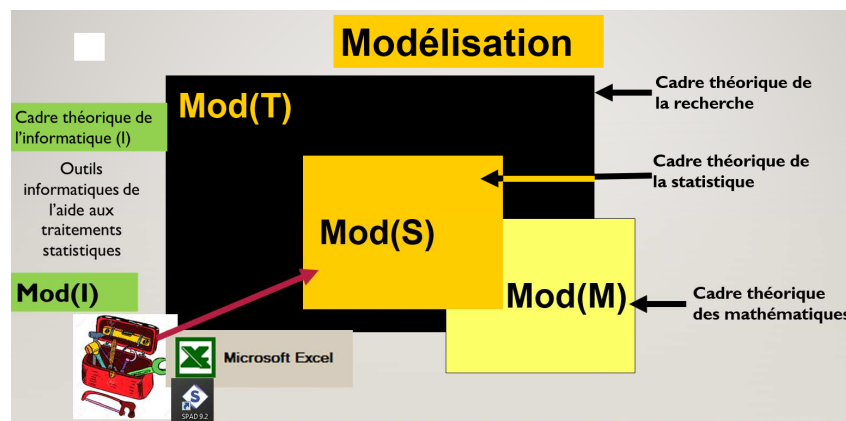 Modélisation
Cadre théorique de
la recherche
Mod(T)
Cadre théorique de
l'informatique (I)
Outils
informatiques de
l'aide aux
traitements
statistiques
Cadre théorique de
la statistique
Mod(S)
Mod(I)
Mod(M)
Cadre théorique
des mathématiques
Microsoft Excel
S
SPAD 9.2